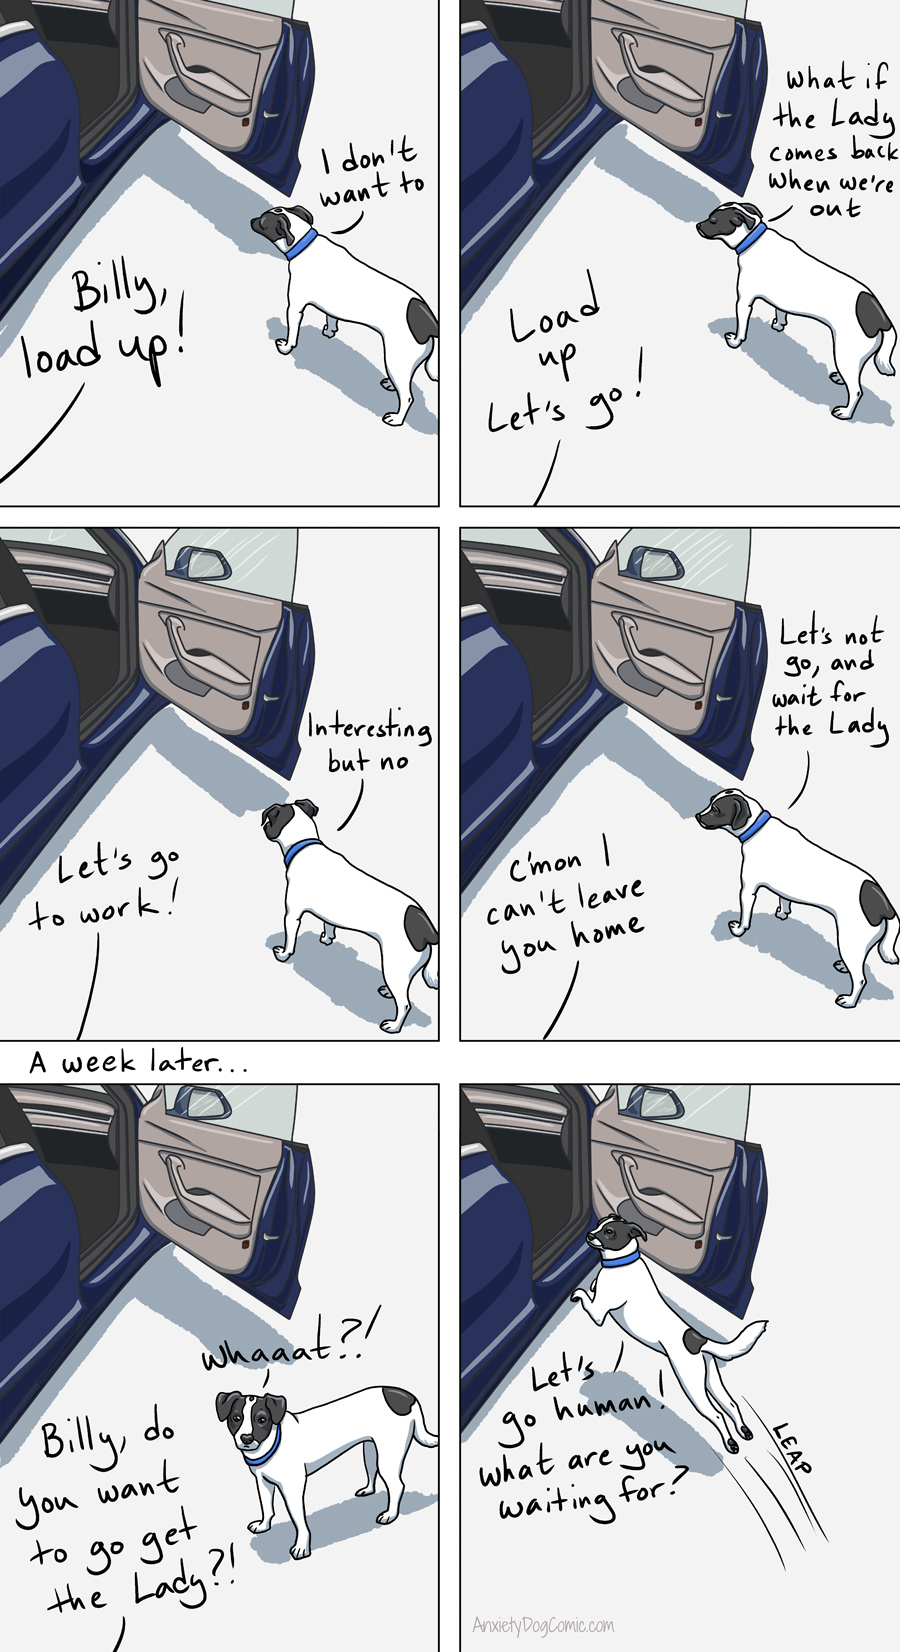 I don't
want to
Billy,
load up!
What if
the Lady
comes back
when we're
out
Load
up
Let's go!
Interesting
but no
Let's go
to work!
Let's not
go, and
wait for
the Lady
c'mon I
can't leave
you home
A week later...
Billy, do
you want
to go get
the Lady?!
whaaat?!
Let's
go human!
what are you
waiting for?
LEAP
AnxietyDogComic.com